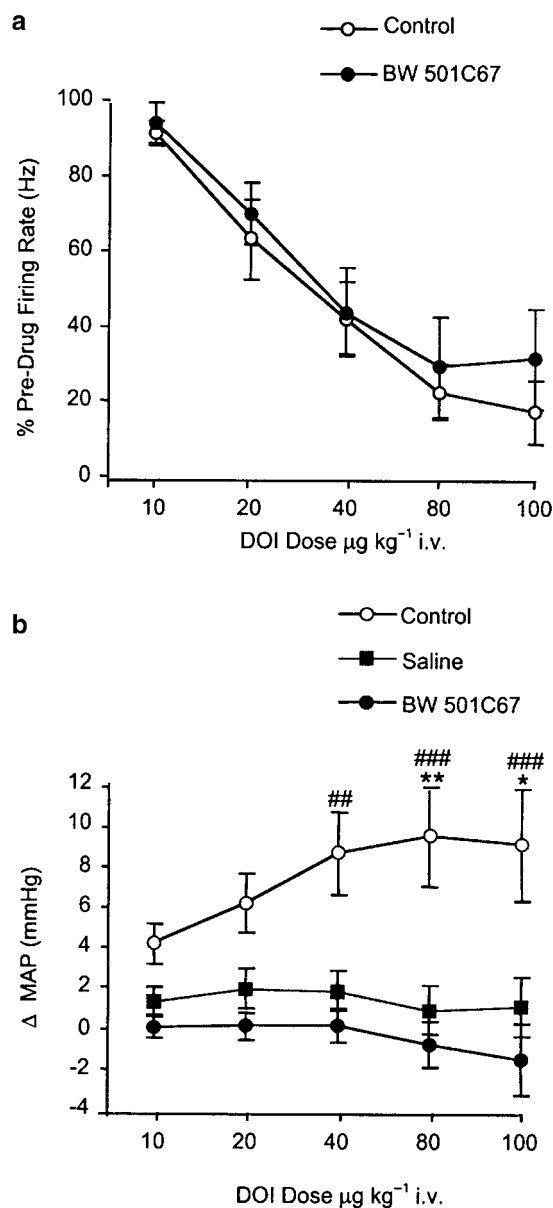 a
Control
BW 501C67
100
80
60
40
20
0
% Pre-Drug Firing Rate (Hz)
10 20 40 80 100
DOI Dose µg kg⁻¹ i.v.
b
Control
Saline
BW 501C67
12
10
8
6
4
2
0
-2
-4
Δ MAP (mmHg)
##
###
**
###
*
10 20 40 80 100
DOI Dose µg kg⁻¹ i.v.